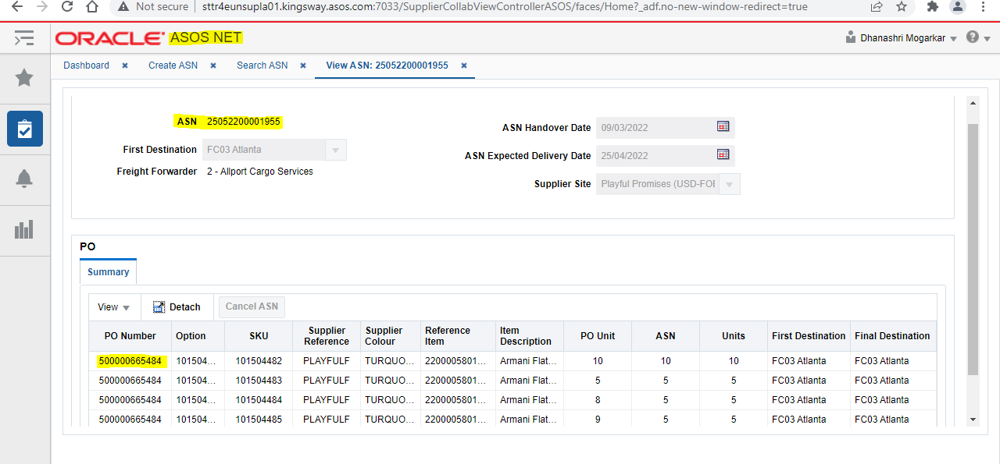 Not secure | sttr4eunsupla01.kingsway.asos.com:7033/SupplierCollabViewControllerASOS/faces/Home?_adf.no-new-window-redirect=true
ORACLE® ASOS NET
Dhanashri Mogarkar
Dashboard
Create ASN
Search ASN
View ASN: 25052200001955
ASN 25052200001955
First Destination FC03 Atlanta
Freight Forwarder 2 - Allport Cargo Services
ASN Handover Date 09/03/2022
ASN Expected Delivery Date 25/04/2022
Supplier Site Playful Promises (USD-FOB
PO
Summary
View Detach Cancel ASN
PO Number Option SKU Supplier Reference Supplier Colour Reference Item Item Description PO Unit ASN Units First Destination Final Destination
500000665484 101504... 101504482 PLAYFULF TURQUO... 2200005801... Armani Flat... 10 10 10 FC03 Atlanta FC03 Atlanta
500000665484 101504... 101504483 PLAYFULF TURQUO... 2200005801... Armani Flat... 5 5 5 FC03 Atlanta FC03 Atlanta
500000665484 101504... 101504484 PLAYFULF TURQUO... 2200005801... Armani Flat... 8 5 5 FC03 Atlanta FC03 Atlanta
500000665484 101504... 101504485 PLAYFULF TURQUO... 2200005801... Armani Flat... 9 5 5 FC03 Atlanta FC03 Atlanta